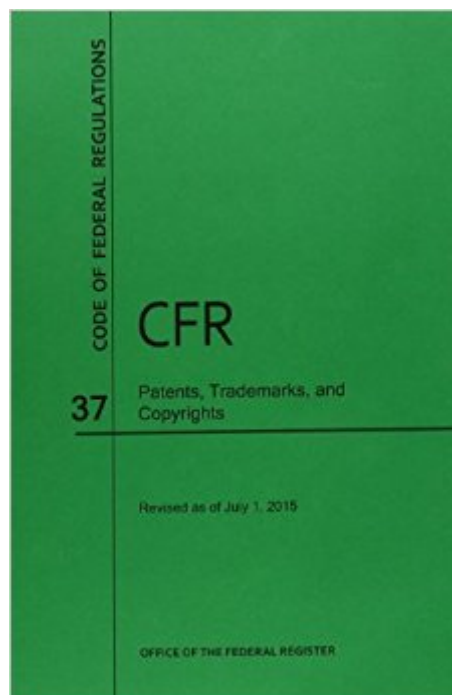 CODE OF FEDERAL REGULATIONS
CFR
37
Patents, Trademarks, and
Copyrights
Revised as of July 1, 2015
OFFICE OF THE FEDERAL REGISTER